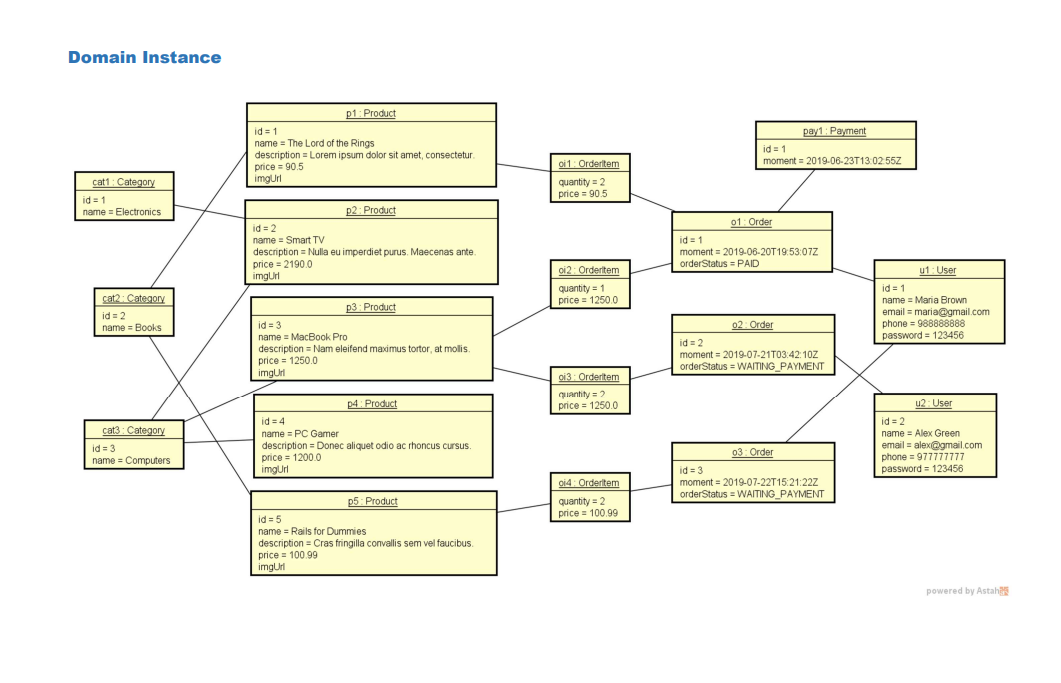 Domain Instance
p1 : Product
id = 1
name = The Lord of the Rings
description = Lorem ipsum dolor sit amet, consectetur.
price = 90.5
imgUrl
pay1 : Payment
id = 1
moment = 2019-06-23T13:02:55Z
oi1 : OrderItem
quantity = 2
price = 90.5
cat1 : Category
id = 1
name = Electronics
p2 : Product
id = 2
name = Smart TV
description = Nulla eu imperdiet purus. Maecenas ante.
price = 2190.0
imgUrl
o1 : Order
id = 1
moment = 2019-06-20T19:53:07Z
orderStatus = PAID
oi2 : OrderItem
quantity = 1
price = 1250.0
u1 : User
id = 1
name = Maria Brown
email = maria@gmail.com
phone = 988888888
password = 123456
cat2 : Category
id = 2
name = Books
p3 : Product
id = 3
name = MacBook Pro
description = Nam eleifend maximus tortor, at mollis.
price = 1250.0
imgUrl
o2 : Order
id = 2
moment = 2019-07-21T03:42:10Z
orderStatus = WAITING_PAYMENT
oi3 : OrderItem
quantity = 2
price = 1250.0
p4 : Product
id = 4
name = PC Gamer
description = Donec aliquet odio ac rhoncus cursus.
price = 1200.0
imgUrl
u2 : User
id = 2
name = Alex Green
email = alex@gmail.com
phone = 977777777
password = 123456
cat3 : Category
id = 3
name = Computers
o3 : Order
id = 3
moment = 2019-07-22T15:21:22Z
orderStatus = WAITING_PAYMENT
oi4 : OrderItem
quantity = 2
price = 100.99
p5 : Product
id = 5
name = Rails for Dummies
description = Cras fringilla convallis sem vel faucibus.
price = 100.99
imgUrl
powered by Astah